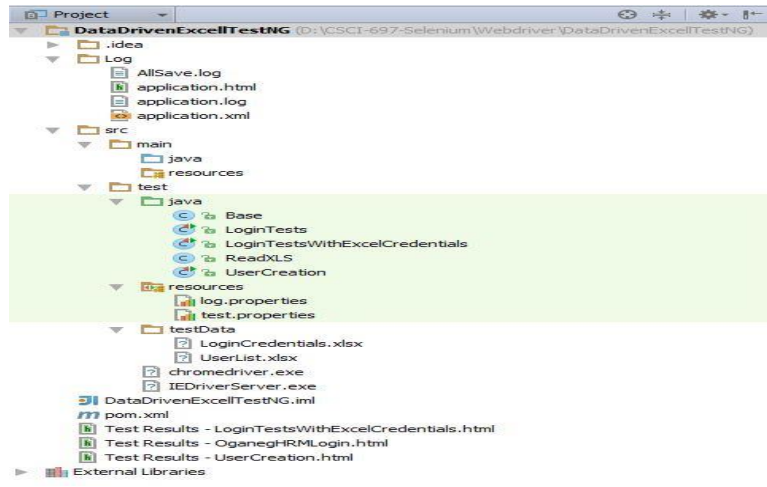 Project
DataDrivenExcellTestNG (D:\CSCI-697-Selenium\Webdriver\DataDrivenExcellTestNG)
.idea
Log
AllSave.log
application.html
application.log
application.xml
src
main
java
resources
test
java
Base
LoginTests
LoginTestsWithExcelCredentials
ReadXLS
UserCreation
resources
log.properties
test.properties
testData
LoginCredentials.xlsx
UserList.xlsx
chromedriver.exe
IEDriverServer.exe
DataDrivenExcellTestNG.iml
pom.xml
Test Results - LoginTestsWithExcelCredentials.html
Test Results - OganegHRMLogin.html
Test Results - UserCreation.html
External Libraries